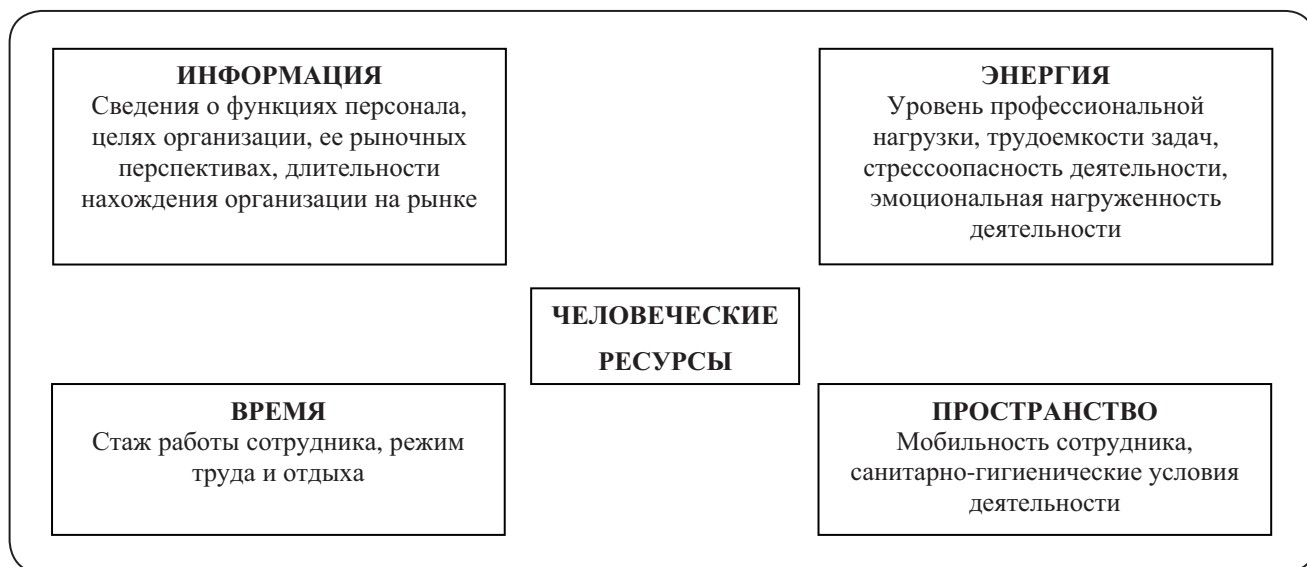 ИНФОРМАЦИЯ
Сведения о функциях персонала,
целях организации, ее рыночных
перспективах, длительности
нахождения организации на рынке
ЭНЕРГИЯ
Уровень профессиональной
нагрузки, трудоемкости задач,
стрессоопасность деятельности,
эмоциональная нагруженность
деятельности
ЧЕЛОВЕЧЕСКИЕ
РЕСУРСЫ
ВРЕМЯ
Стаж работы сотрудника, режим
труда и отдыха
ПРОСТРАНСТВО
Мобильность сотрудника,
санитарно-гигиенические условия
деятельности